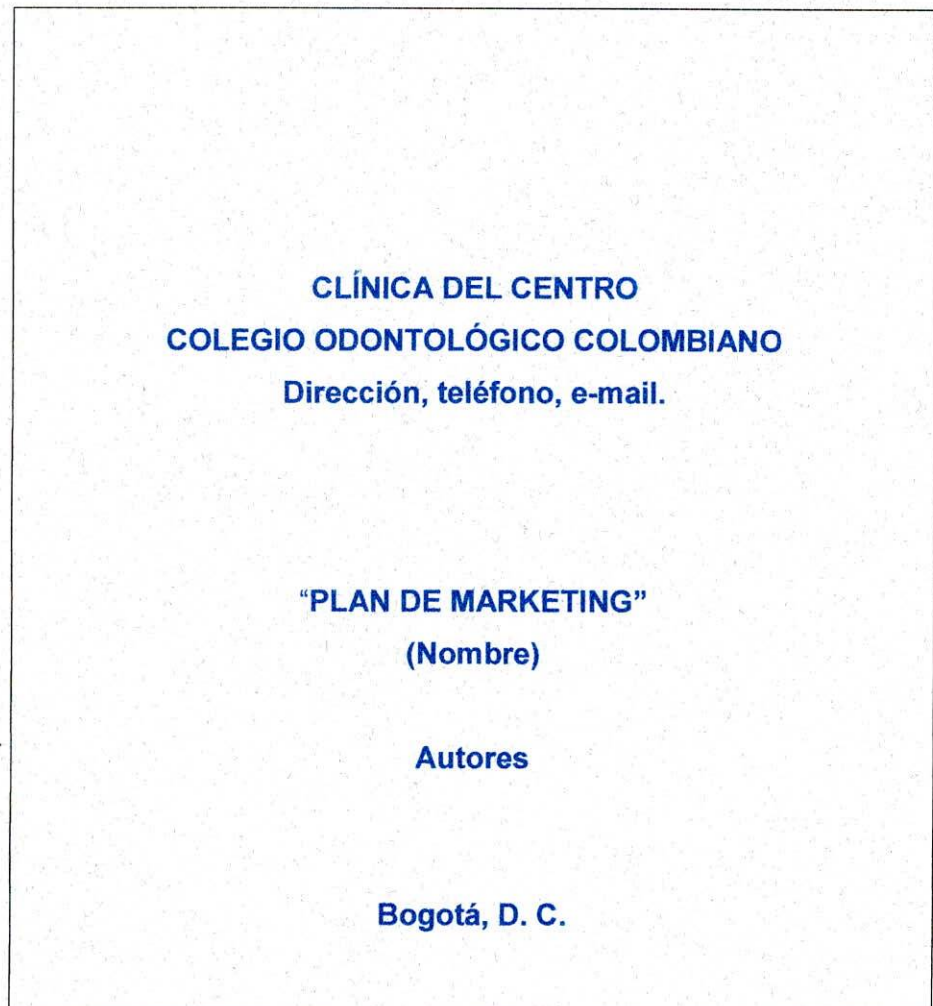 CLÍNICA DEL CENTRO
COLEGIO ODONTOLÓGICO COLOMBIANO
Dirección, teléfono, e-mail.
“PLAN DE MARKETING”
(Nombre)
Autores
Bogotá, D. C.